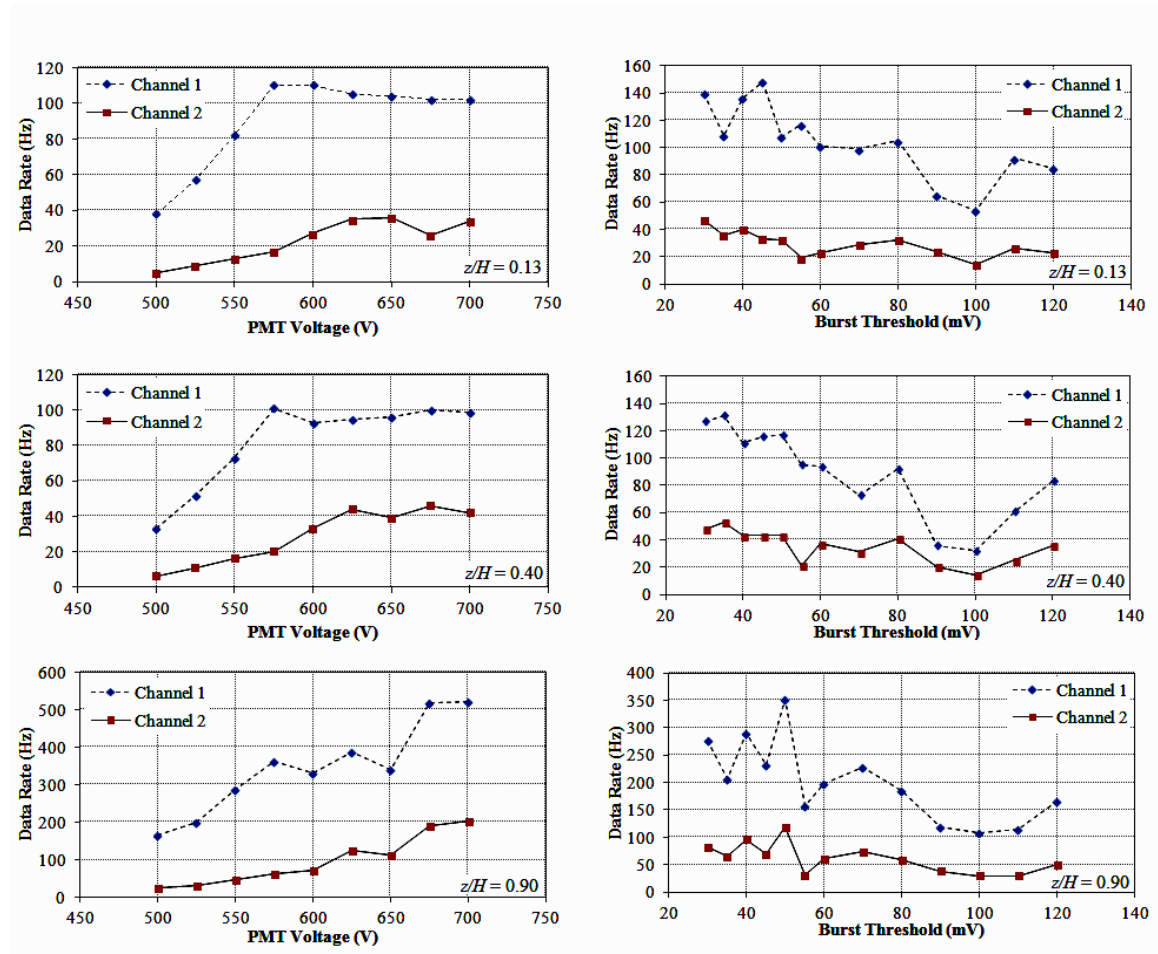 120
100
80
60
40
20
0
Data Rate (Hz)
Channel 1
Channel 2
z/H = 0.13
450 500 550 600 650 700 750
PMT Voltage (V)
160
140
120
100
80
60
40
20
0
Data Rate (Hz)
Channel 1
Channel 2
z/H = 0.13
20 40 60 80 100 120 140
Burst Threshold (mV)
120
100
80
60
40
20
0
Data Rate (Hz)
Channel 1
Channel 2
z/H = 0.40
450 500 550 600 650 700 750
PMT Voltage (V)
160
140
120
100
80
60
40
20
0
Data Rate (Hz)
Channel 1
Channel 2
z/H = 0.40
20 40 60 80 100 120 140
Burst Threshold (mV)
600
500
400
300
200
100
0
Data Rate (Hz)
Channel 1
Channel 2
z/H = 0.90
450 500 550 600 650 700 750
PMT Voltage (V)
400
350
300
250
200
150
100
50
0
Data Rate (Hz)
Channel 1
Channel 2
z/H = 0.90
20 40 60 80 100 120 140
Burst Threshold (mV)